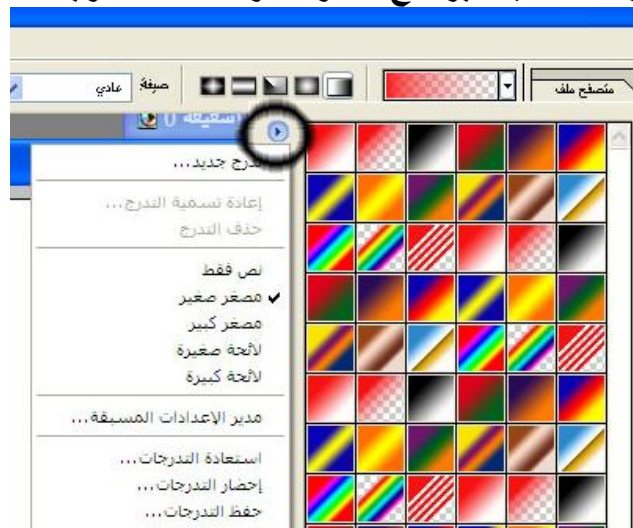 متصفح ملف
صيغة: عادي
تدرج جديد...
إعادة تسمية التدرج...
حذف التدرج
نص فقط
مصغر صغير
مصغر كبير
لائحة صغيرة
لائحة كبيرة
مدير الإعدادات المسبقة...
استعادة التدرجات...
إحضار التدرجات...
حفظ التدرجات...